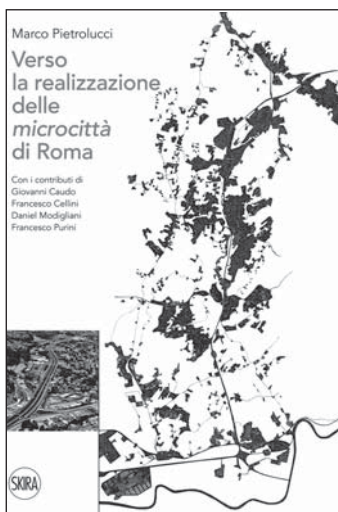 Marco Pietrolucci
Verso
la realizzazione
delle
microcittà
di Roma
Con i contributi di
Giovanni Caudo
Francesco Cellini
Daniel Modigliani
Francesco Purini
SKIRA